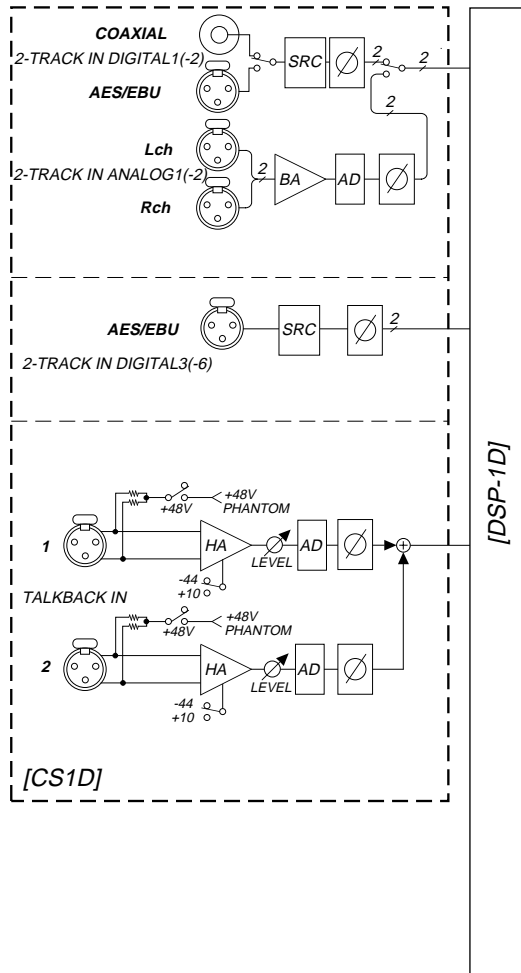 COAXIAL
2-TRACK IN DIGITAL1(-2)
AES/EBU
SRC
Ø
2
2
2
Lch
2-TRACK IN ANALOG1(-2)
Rch
2
BA
AD
Ø
AES/EBU
SRC
Ø
2
2-TRACK IN DIGITAL3(-6)
[DSP-1D]
+48V
+48V
PHANTOM
1
HA
LEVEL
AD
Ø
-44
+10
TALKBACK IN
+48V
+48V
PHANTOM
2
HA
LEVEL
AD
Ø
-44
+10
[CS1D]